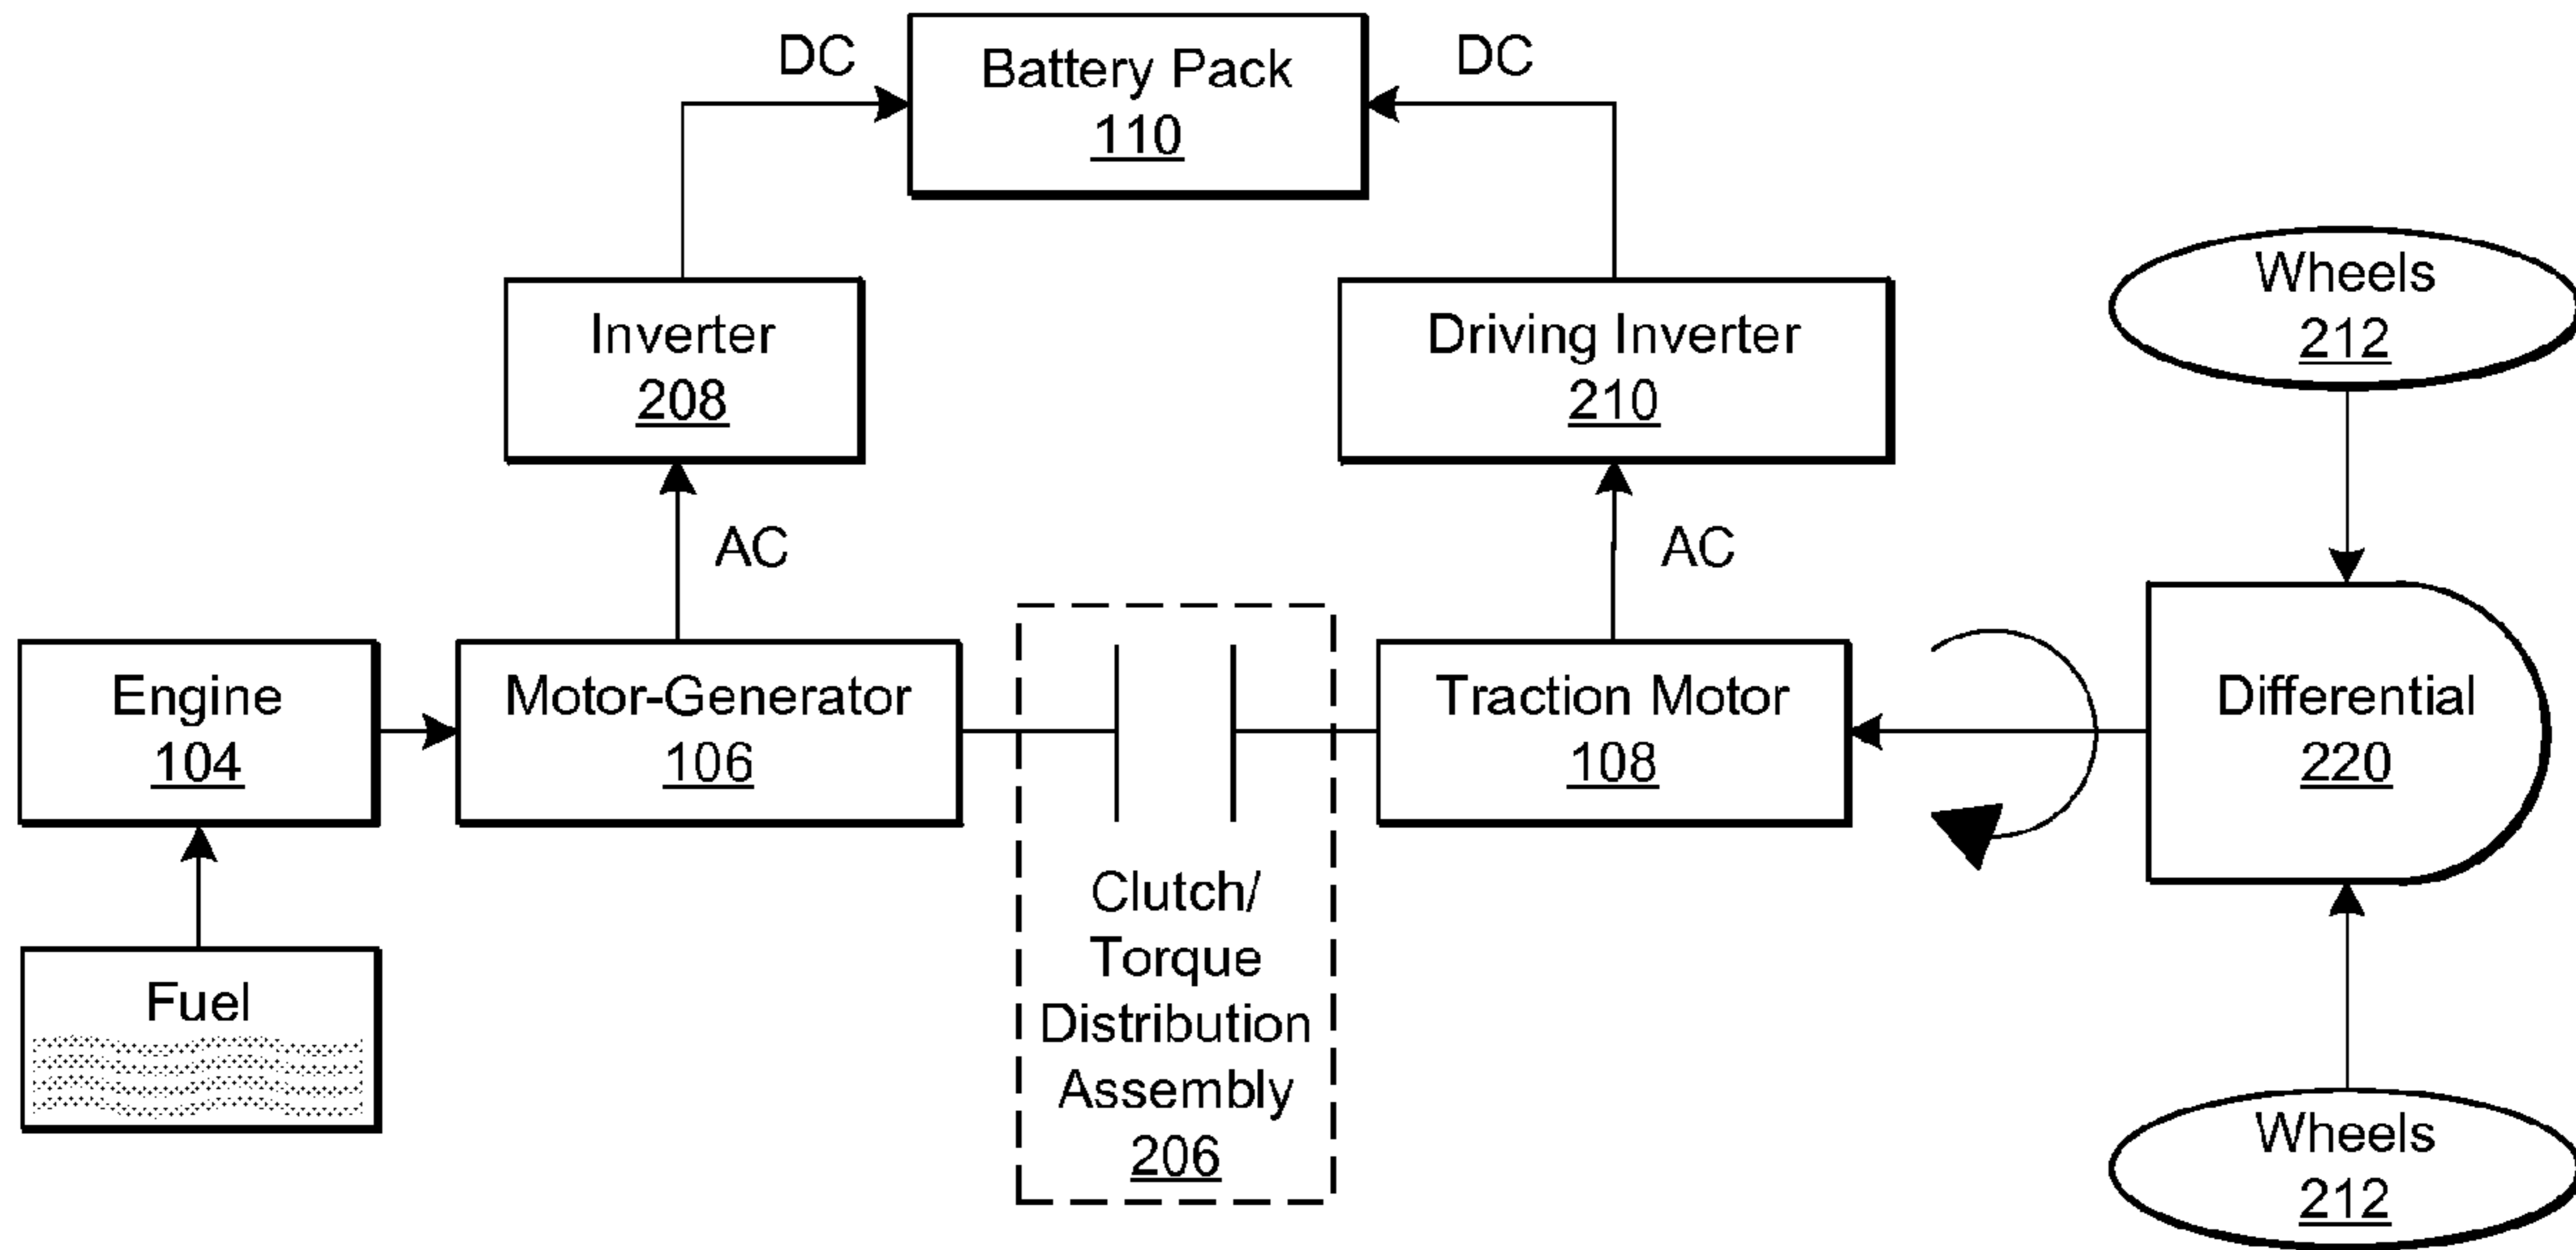 DC
Battery Pack
110
DC
Inverter
208
Driving Inverter
210
Wheels
212
AC
AC
Engine
104
Motor-Generator
106
Traction Motor
108
Differential
220
Clutch/
Torque
Distribution
Assembly
206
Fuel
Wheels
212